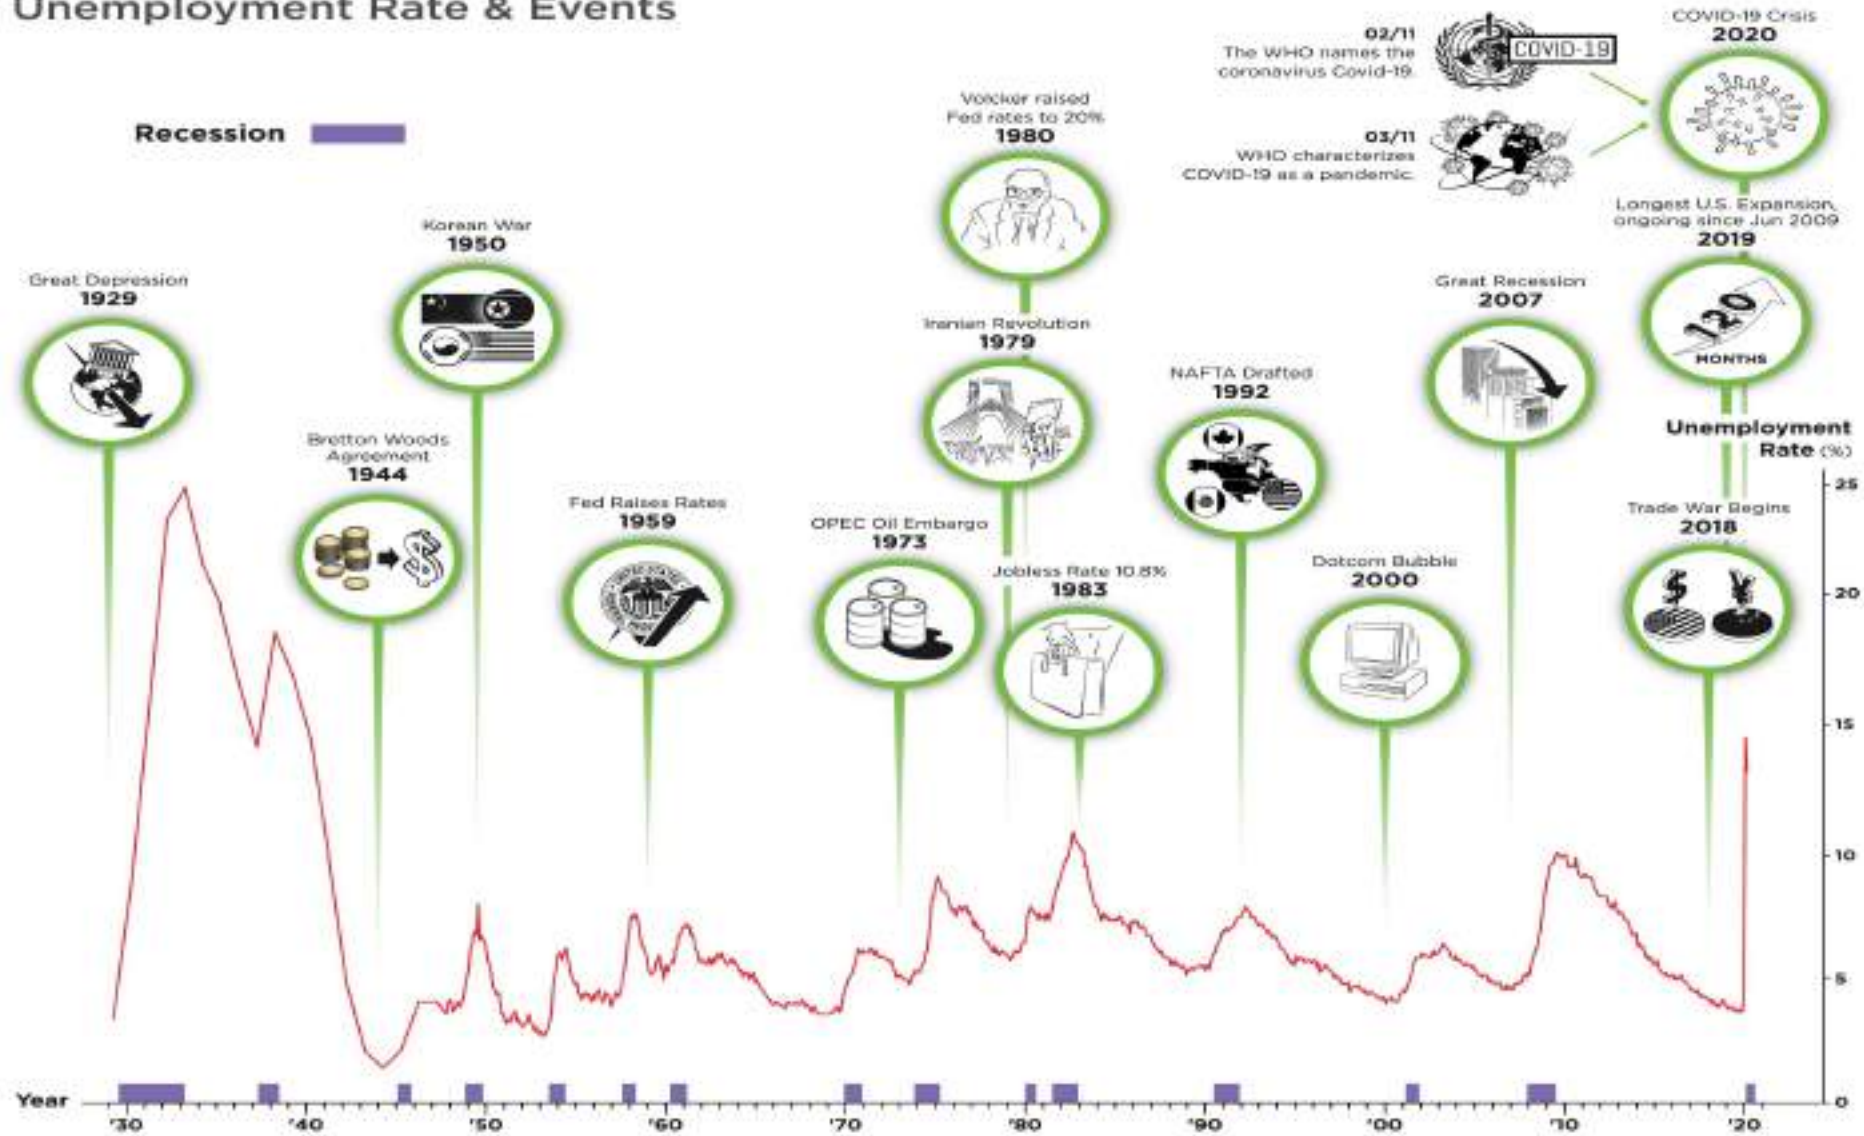 Unemployment Rate & Events
Recession
02/11
The WHO names the
coronavirus Covid-19.
COVID-19
03/11
WHO characterizes
COVID-19 as a pandemic.
COVID-19 Crisis
2020
Longest U.S. Expansion,
ongoing since Jun 2009
2019
120
MONTHS
Volcker raised
Fed rates to 20%
1980
Korean War
1950
Great Depression
1929
Iranian Revolution
1979
Great Recession
2007
NAFTA Drafted
1992
Bretton Woods
Agreement
1944
Fed Raises Rates
1959
OPEC Oil Embargo
1973
Jobless Rate 10.8%
1983
Dotcom Bubble
2000
Trade War Begins
2018
$
¥
$
UNITED STATES
Unemployment
Rate (%)
25
20
15
10
5
0
Year
'30
'40
'50
'60
'70
'80
'90
'00
'10
'20